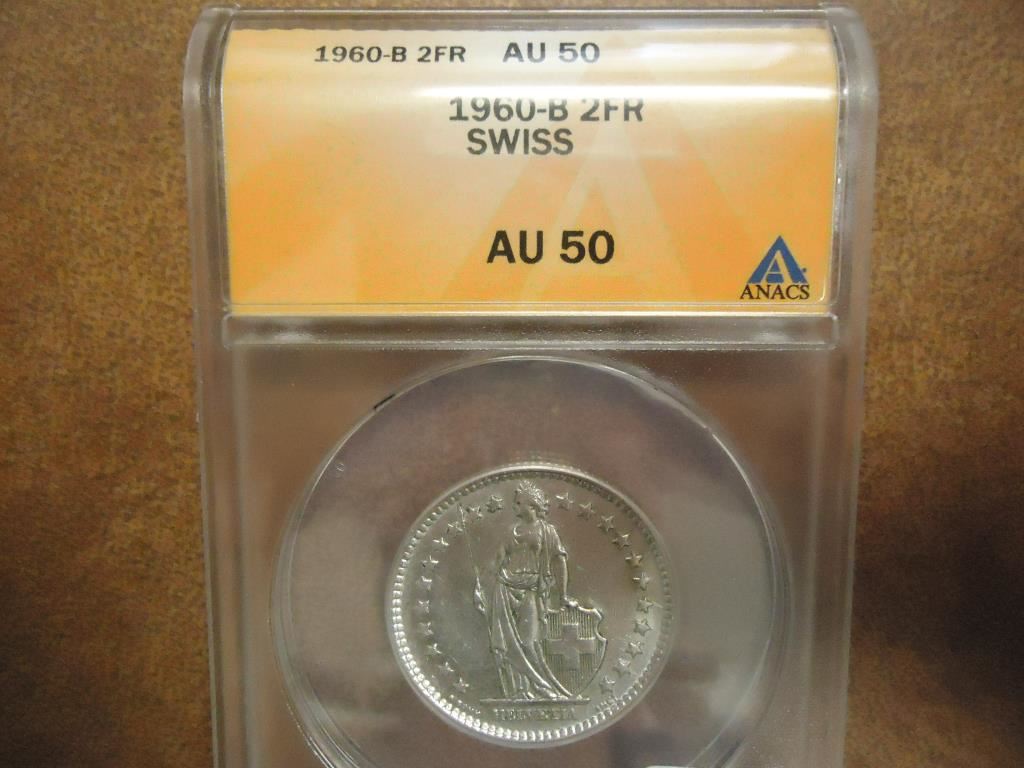 1960-B 2FR AU 50
1960-B 2FR
SWISS
AU 50
ANACS
HELVETIA